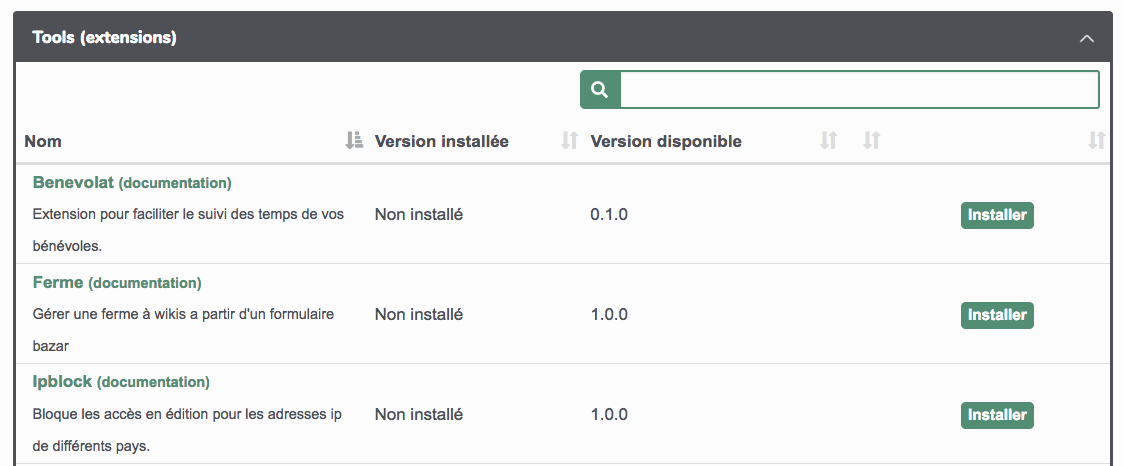 Tools (extensions)
Nom Version installée Version disponible
Benevolat (documentation)
Extension pour faciliter le suivi des temps de vos
bénévoles.
Non installé 0.1.0 Installer
Ferme (documentation)
Gérer une ferme à wikis a partir d'un formulaire
bazar
Non installé 1.0.0 Installer
Ipblock (documentation)
Bloque les accès en édition pour les adresses ip
de différents pays.
Non installé 1.0.0 Installer